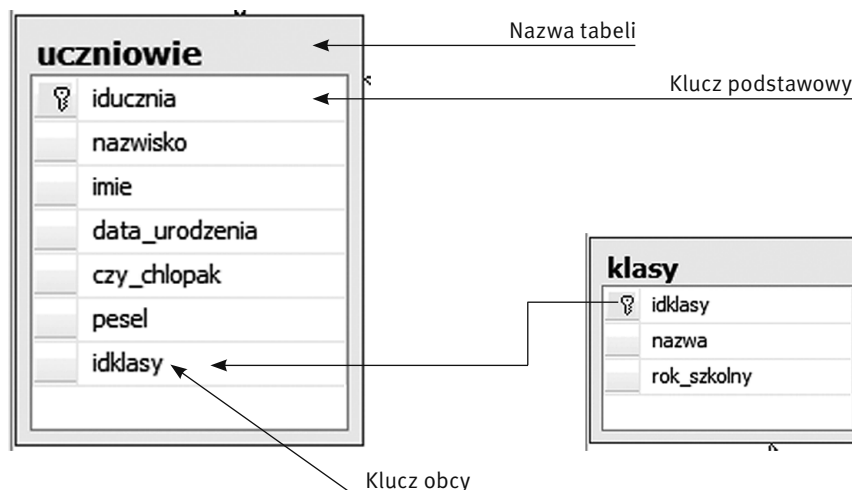 Nazwa tabeli
uczniowie
Klucz podstawowy
iducznia
nazwisko
imie
data_urodzenia
czy_chlopak
pesel
idklasy
klasy
idklasy
nazwa
rok_szkolny
Klucz obcy